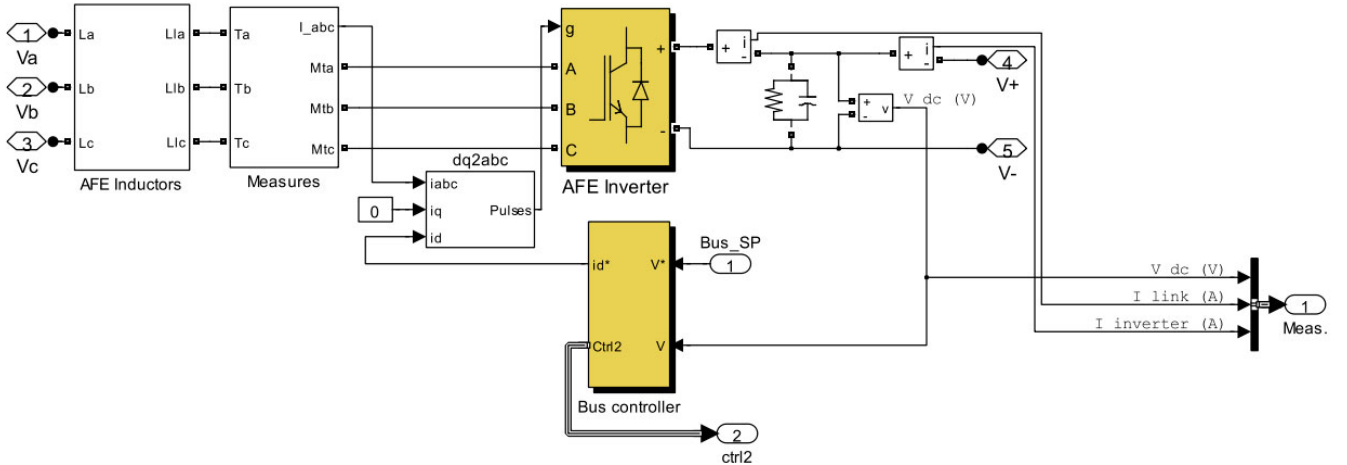 1
Va
2
Vb
3
Vc
La
Lb
Lc
LIa
LIb
LIc
AFE Inductors
Ta
Tb
Tc
I_abc
Mta
Mtb
Mtc
Measures
dq2abc
iabc
iq
id
Pulses
0
g
A
B
C
+
-
AFE Inverter
+
i
-
+
i
-
+
-
v
V dc (V)
4
V+
5
V-
id*
Ctrl2
V*
V
Bus controller
Bus_SP
1
2
ctrl2
V dc (V)
I link (A)
I inverter (A)
1
Meas.